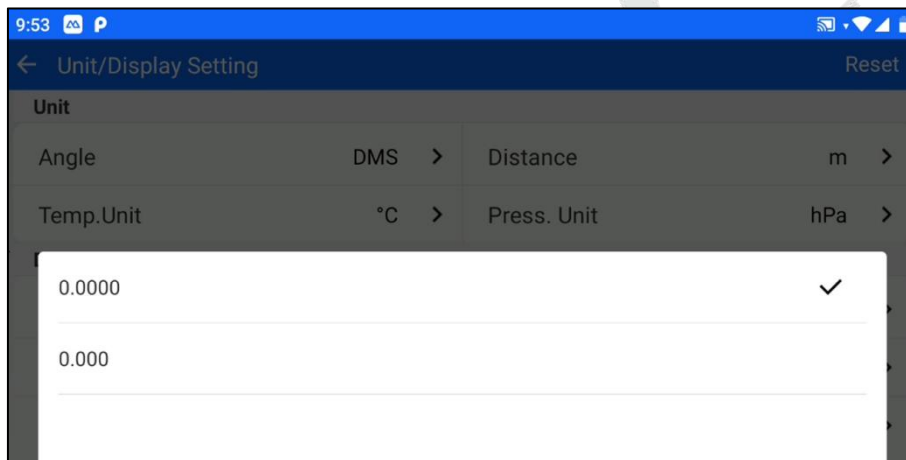 9:53
Unit/Display Setting Reset
Unit
Angle DMS Distance m
Temp.Unit °C Press. Unit hPa
0.0000
0.000